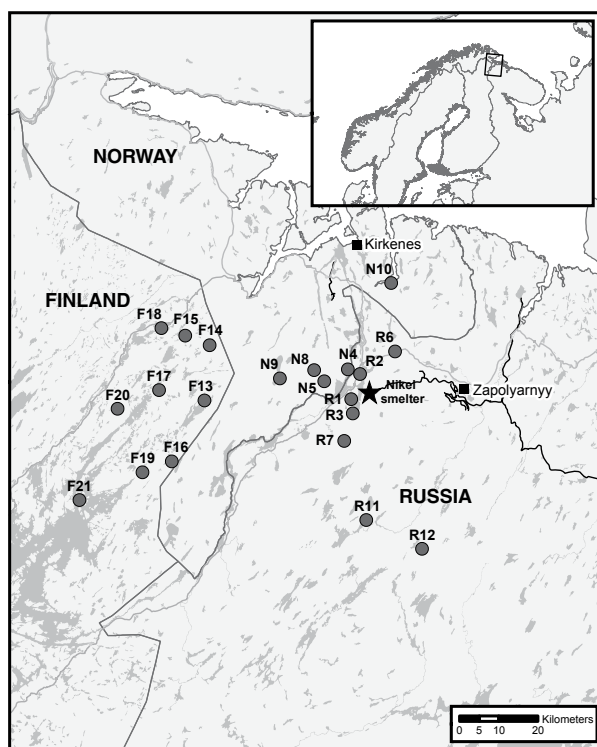 NORWAY
Kirkenes
N10
FINLAND
F18
F15
F14
R6
N9
N8
N4
R2
N5
F17
F13
F20
R1
R3
Nikel
smelter
Zapolyarnyy
R7
F16
F19
F21
RUSSIA
R11
R12
Kilometers
0 5 10 20